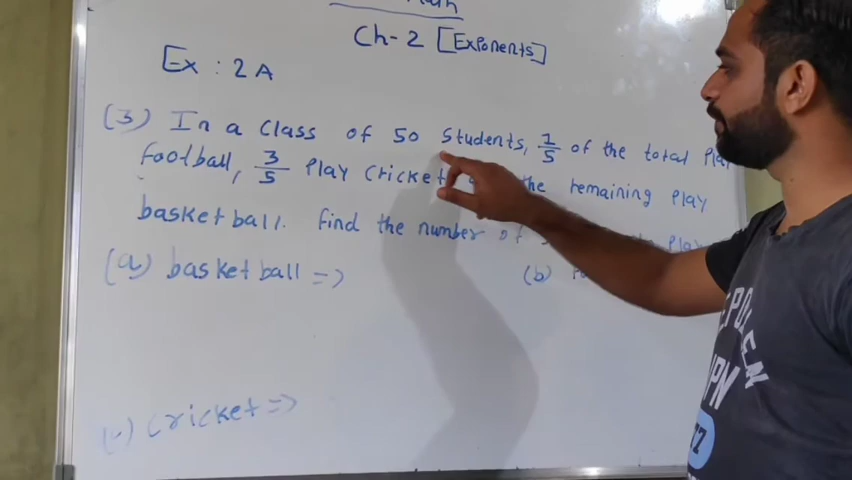 Ch-2 [Exponents]
Ex : 2A
(3) In a class of 50 students, 1/5 of the total
football, 3/5 play cricket the remaining play
basketball. find the number of
(a) basketball =>
(b)
cricket =>